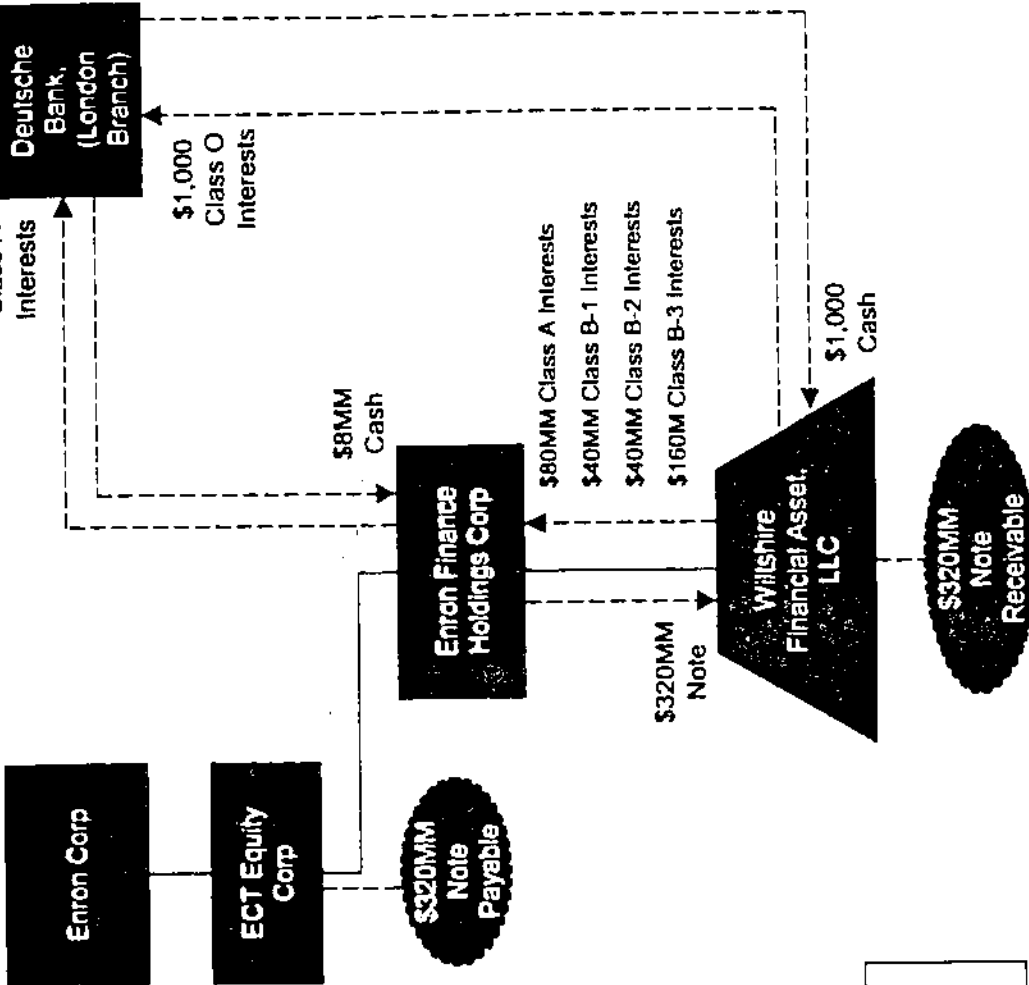 Deutsche
Bank,
(London
Branch)
Interests
$1,000
Class O
Interests
$8MM
Cash
Enron Corp
ECT Equity
Corp
$320MM
Note
Payable
Enron Finance
Holdings Corp
$80MM Class A Interests
$40MM Class B-1 Interests
$40MM Class B-2 Interests
$160M Class B-3 Interests
$320MM
Note
$1,000
Cash
Wiltshire
Financial Asset,
LLC
$320MM
Note
Receivable